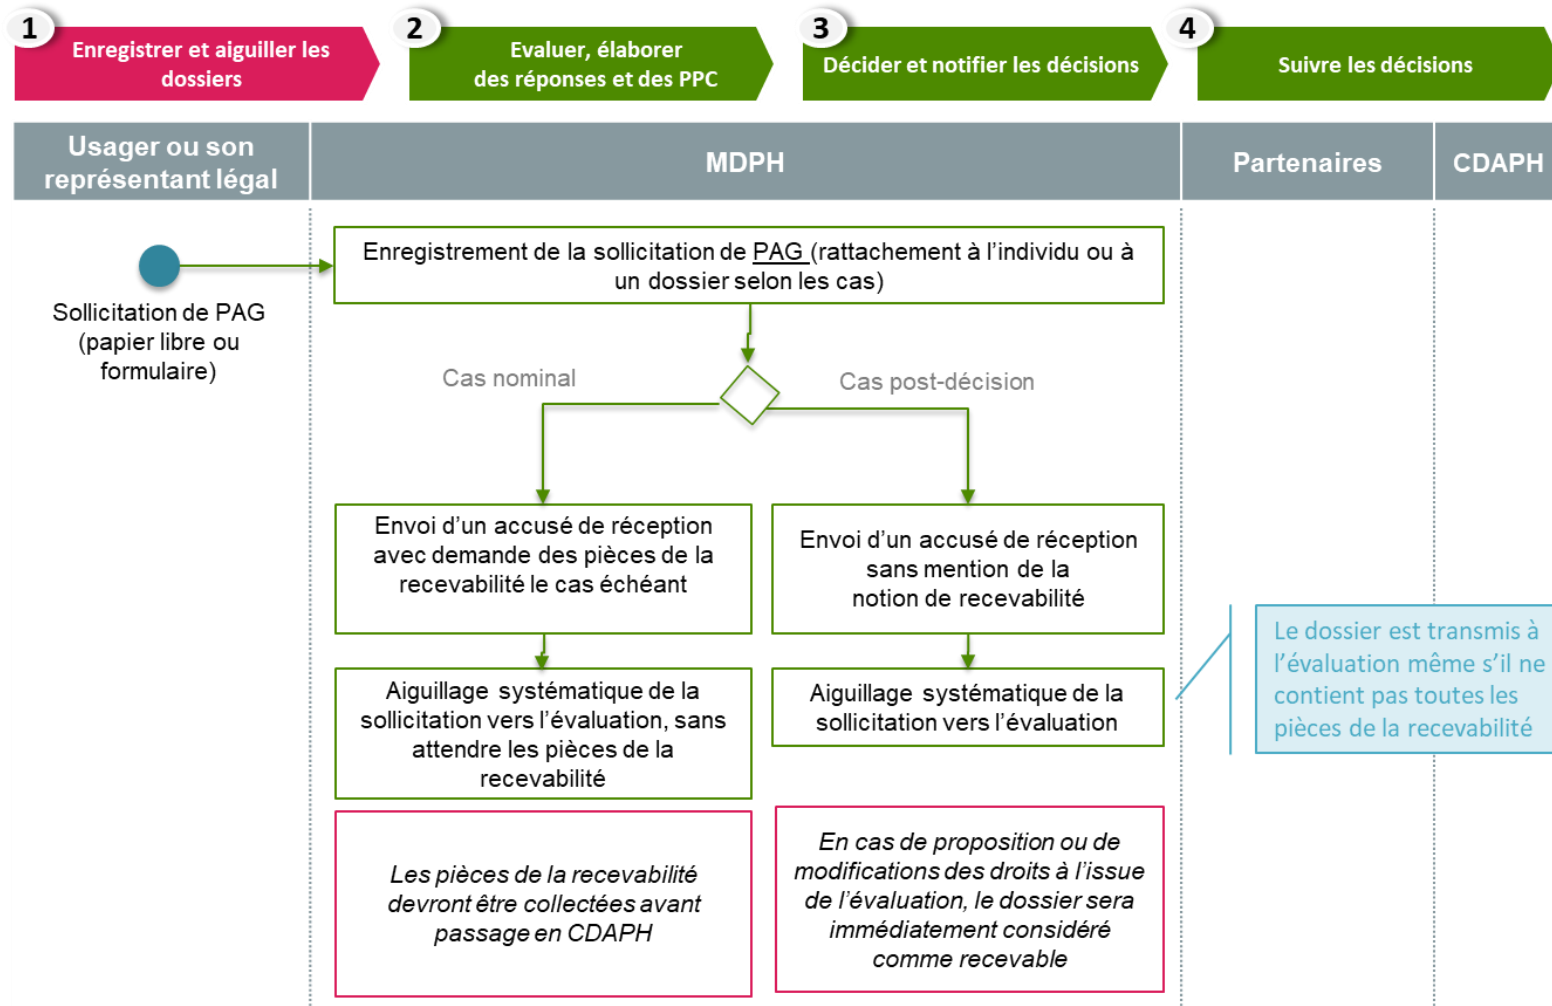 1
Enregistrer et aiguiller les
dossiers
2
Evaluer, élaborer
des réponses et des PPC
3
Décider et notifier les décisions
4
Suivre les décisions
Usager ou son
représentant légal
MDPH
Partenaires
CDAPH
Sollicitation de PAG
(papier libre ou
formulaire)
Enregistrement de la sollicitation de PAG (rattachement à l’individu ou à
un dossier selon les cas)
Cas nominal
Cas post-décision
Envoi d’un accusé de réception
avec demande des pièces de la
recevabilité le cas échéant
Envoi d’un accusé de réception
sans mention de la
notion de recevabilité
Aiguillage systématique de la
sollicitation vers l’évaluation, sans
attendre les pièces de la
recevabilité
Aiguillage systématique de la
sollicitation vers l’évaluation
Le dossier est transmis à
l’évaluation même s’il ne
contient pas toutes les
pièces de la recevabilité
Les pièces de la recevabilité
devront être collectées avant
passage en CDAPH
En cas de proposition ou de
modifications des droits à l’issue
de l’évaluation, le dossier sera
immédiatement considéré
comme recevable